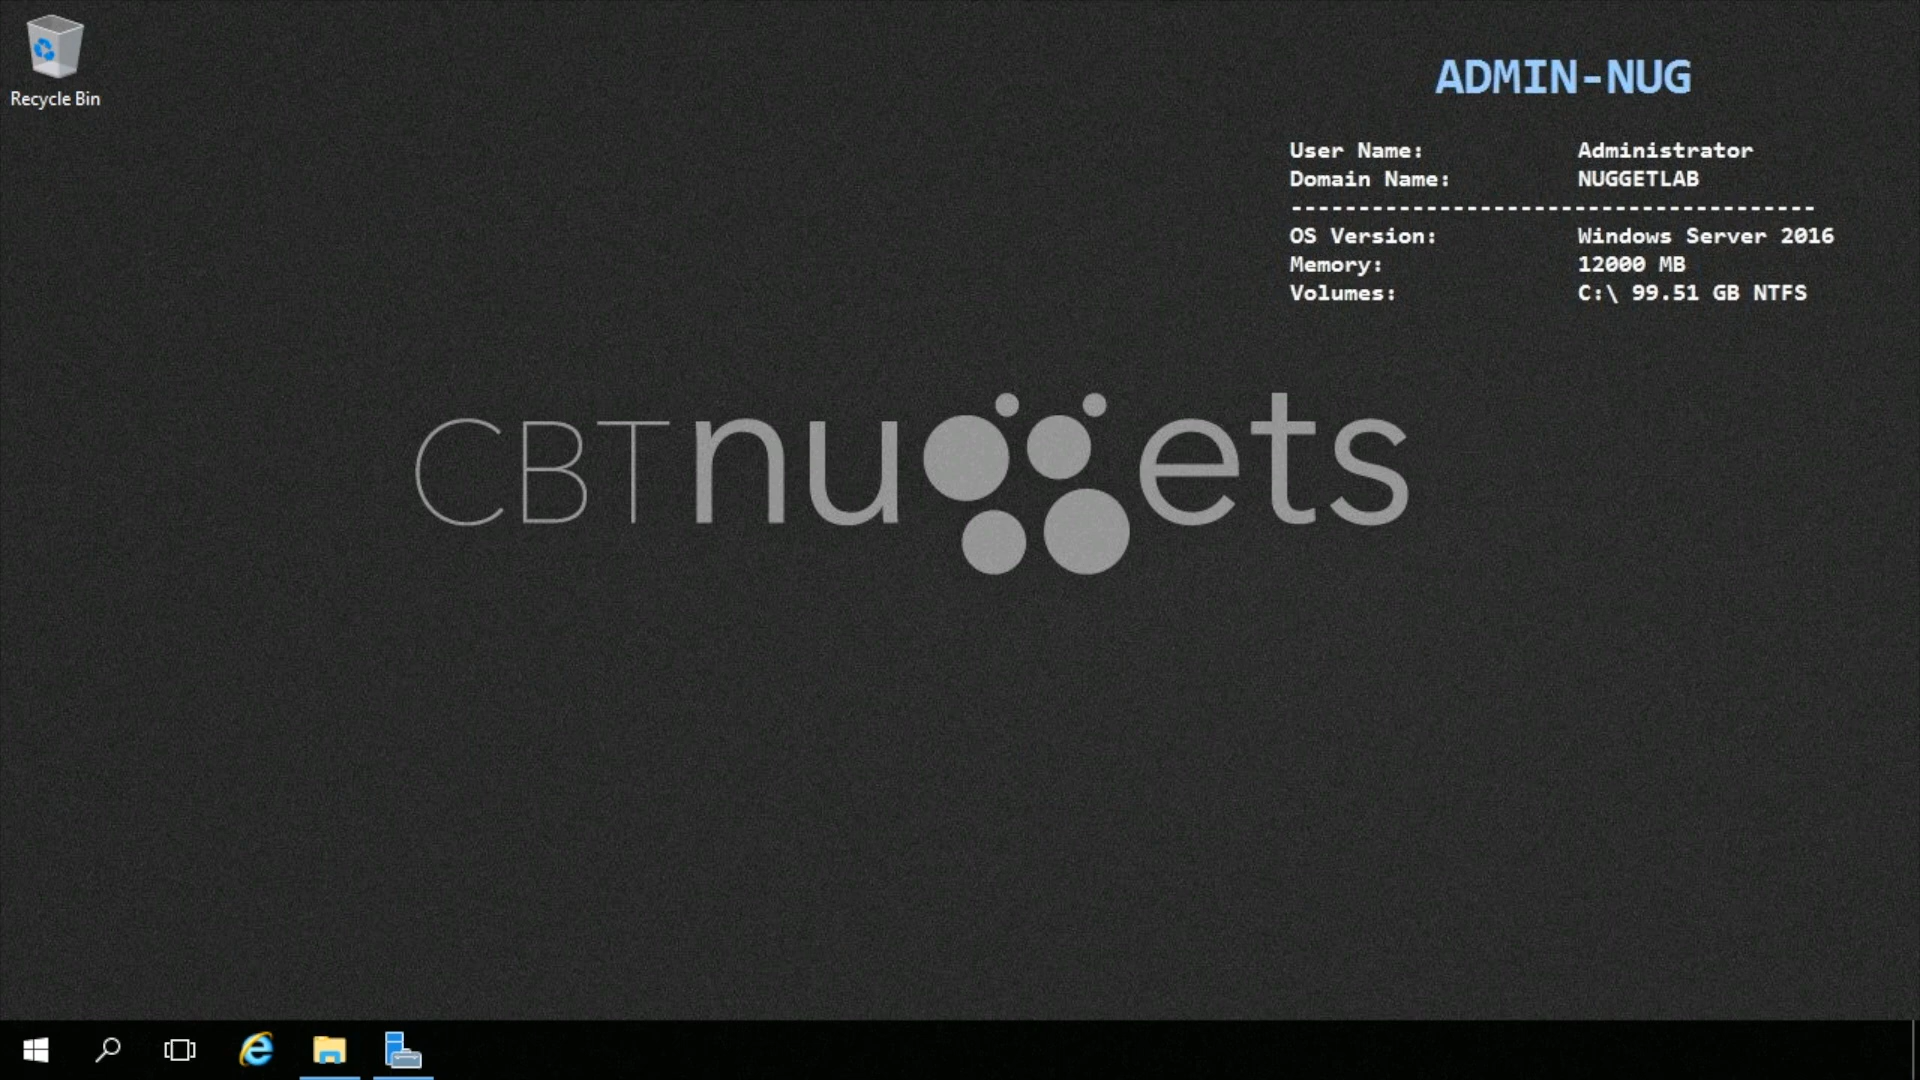 Recycle Bin
ADMIN-NUG
User Name: Administrator
Domain Name: NUGGETLAB
---------------------------------------
OS Version: Windows Server 2016
Memory: 12000 MB
Volumes: C:\ 99.51 GB NTFS
CBTnuggets